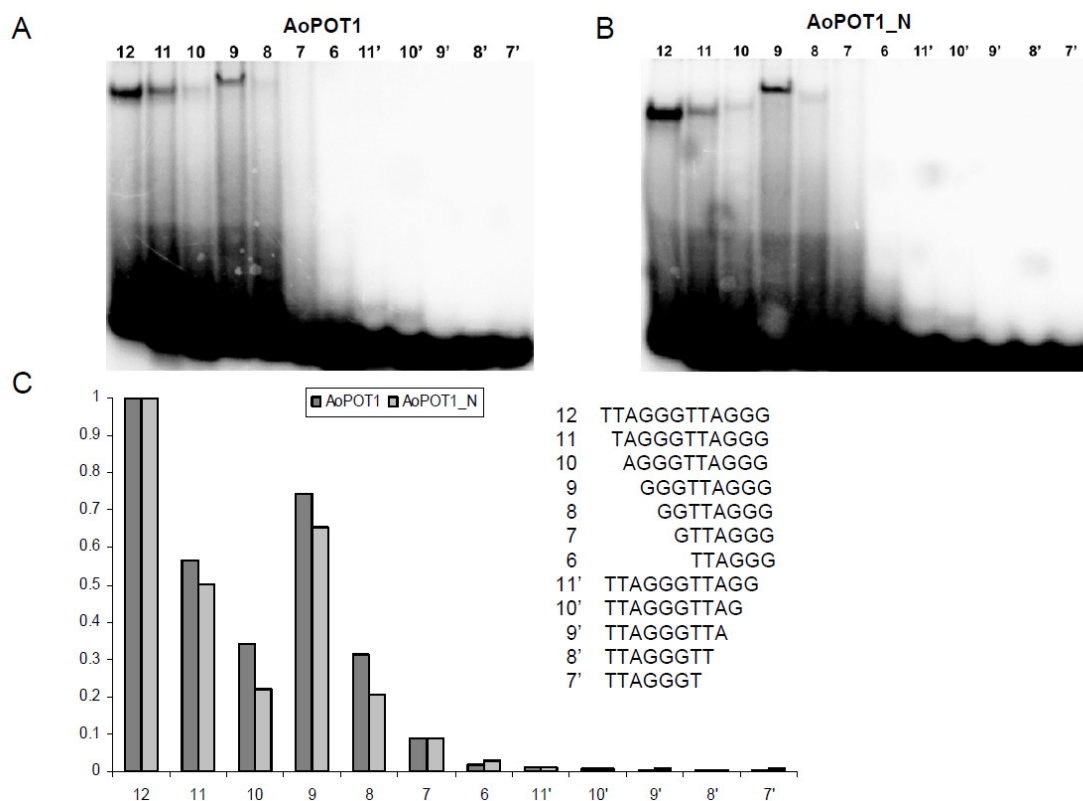 A
AoPOT1
12 11 10 9 8 7 6 11' 10' 9' 8' 7'
B
AoPOT1_N
12 11 10 9 8 7 6 11' 10' 9' 8' 7'
C
AoPOT1 AoPOT1_N
1
0.9
0.8
0.7
0.6
0.5
0.4
0.3
0.2
0.1
0
12 11 10 9 8 7 6 11' 10' 9' 8' 7'
12 TTAGGGTTAGGG
11 TAGGGTTAGGG
10 AGGGTTAGGG
9 GGGTTAGGG
8 GGTTAGGG
7 GTTAGGG
6 TTAGGG
11’ TTAGGGTTAGG
10’ TTAGGGTTAG
9’ TTAGGGTTA
8’ TTAGGGTT
7’ TTAGGGT